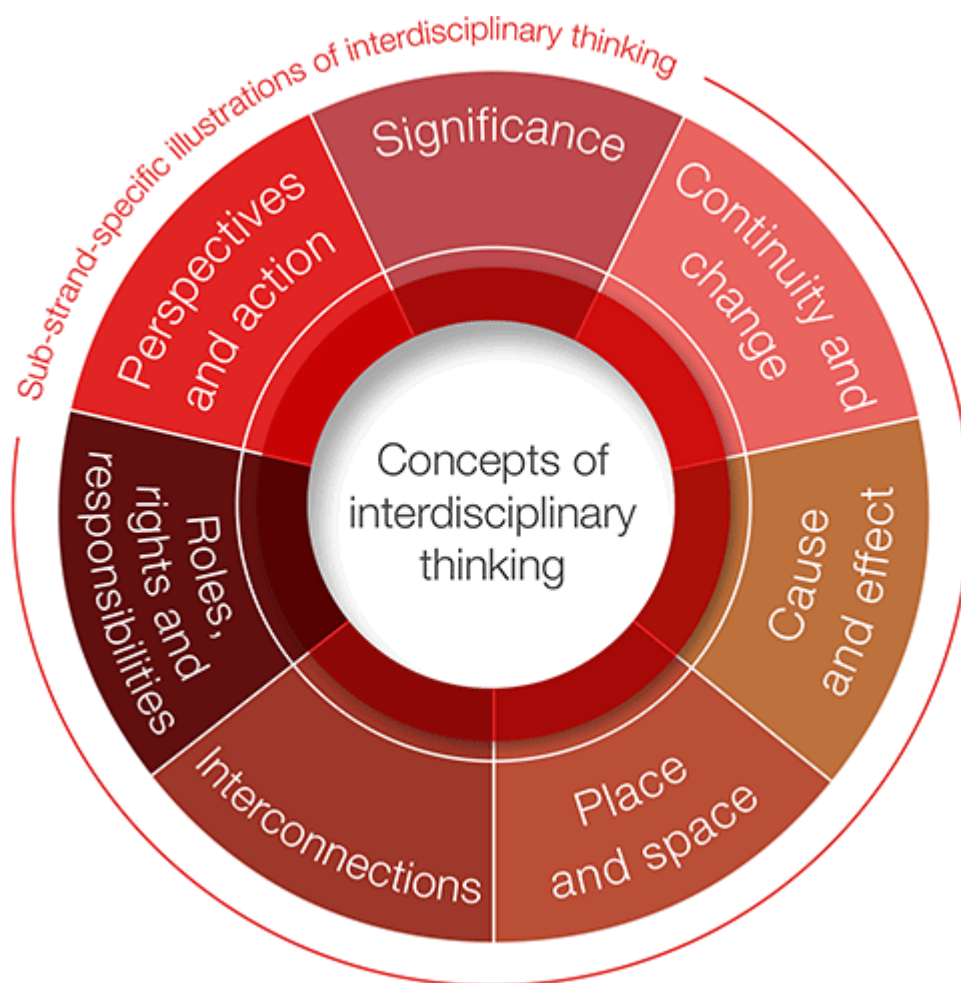 Sub-strand-specific illustrations of interdisciplinary thinking
Significance
Continuity and
change
Cause
and effect
Place
and space
Interconnections
Roles,
rights and
responsibilities
Perspectives
and action
Concepts of
interdisciplinary
thinking